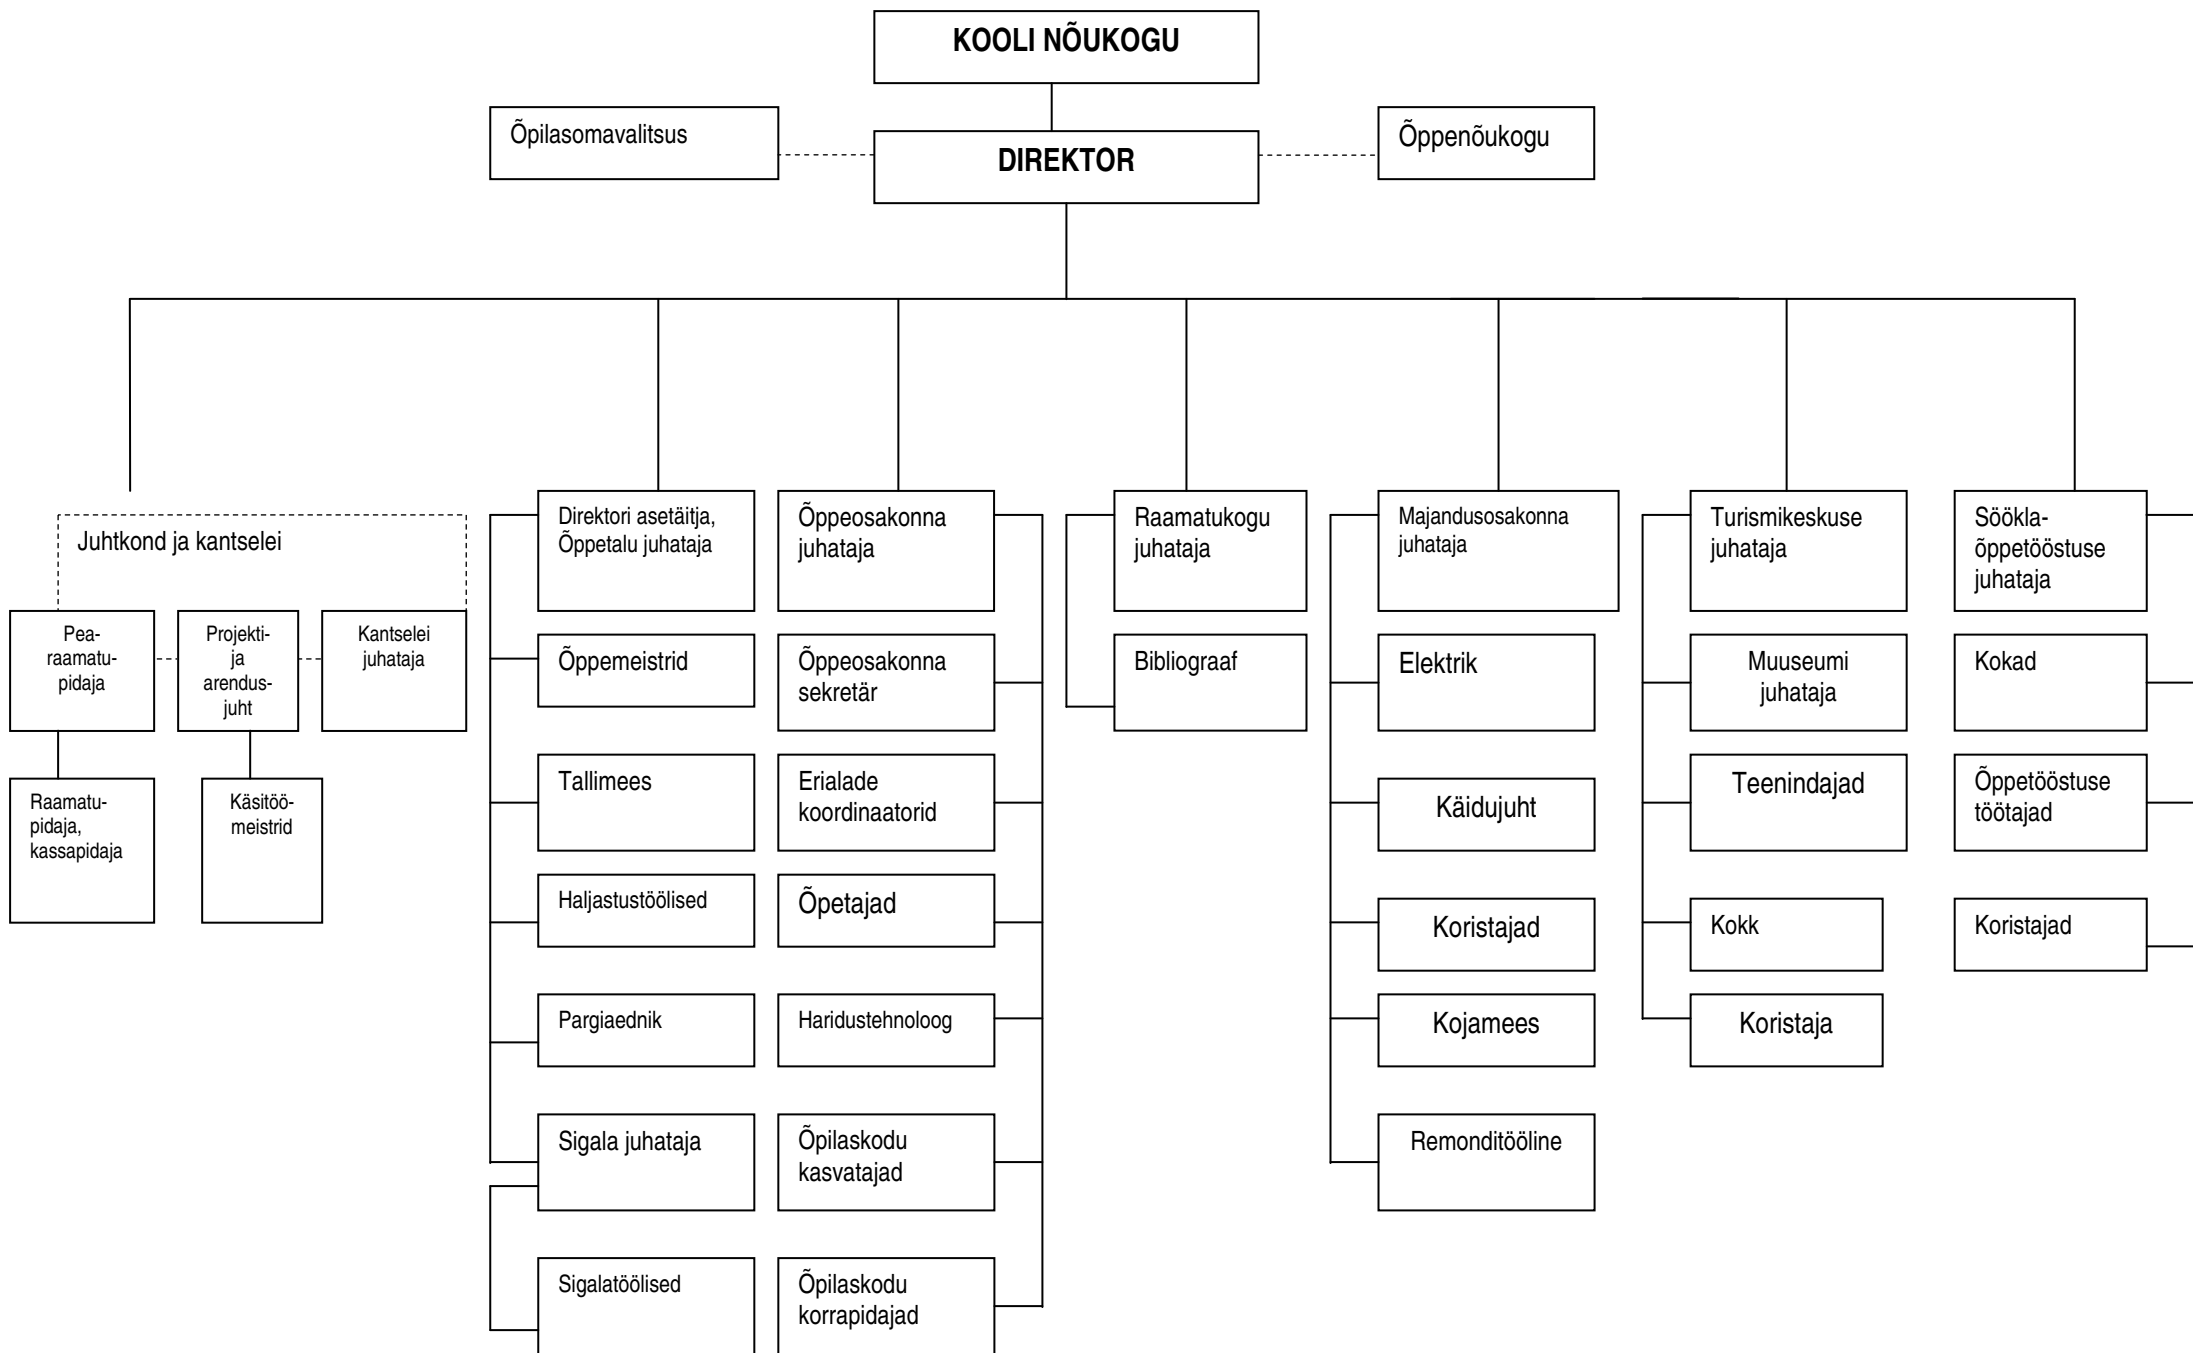 KOOLI NÕUKOGU
Õpilasomavalitsus
DIREKTOR
Õppenõukogu
Juhtkond ja kantselei
Pea-
raamatu-
pidaja
Projekti-
ja
arendus-
juht
Kantselei
juhataja
Raamatu-
pidaja,
kassapidaja
Käsitöö-
meistrid
Direktori asetäitja,
Õppetalu juhataja
Õppemeistrid
Tallimees
Haljastustöölised
Pargiaednik
Sigala juhataja
Sigalatöölised
Õppeosakonna
juhataja
Õppeosakonna
sekretär
Erialade
koordinaatorid
Õpetajad
Haridustehnoloog
Õpilaskodu
kasvatajad
Õpilaskodu
korrapidajad
Raamatukogu
juhataja
Bibliograaf
Majandusosakonna
juhataja
Elektrik
Käidujuht
Koristajad
Kojamees
Remonditööline
Turismikeskuse
juhataja
Muuseumi
juhataja
Teenindajad
Kokk
Koristaja
Söökla-
õppetööstuse
juhataja
Kokad
Õppetööstuse
töötajad
Koristajad